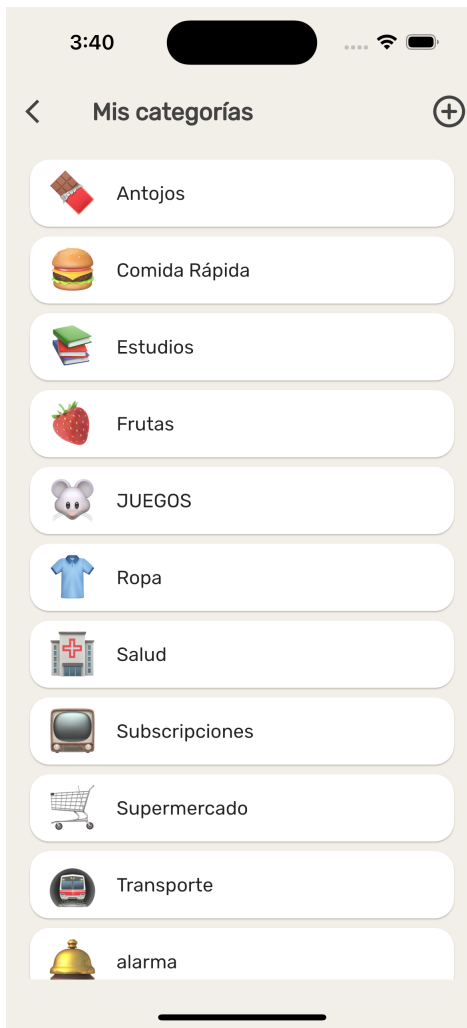 3:40
Mis categorías
Antojos
Comida Rápida
Estudios
Frutas
JUEGOS
Ropa
Salud
Subscripciones
Supermercado
Transporte
alarma